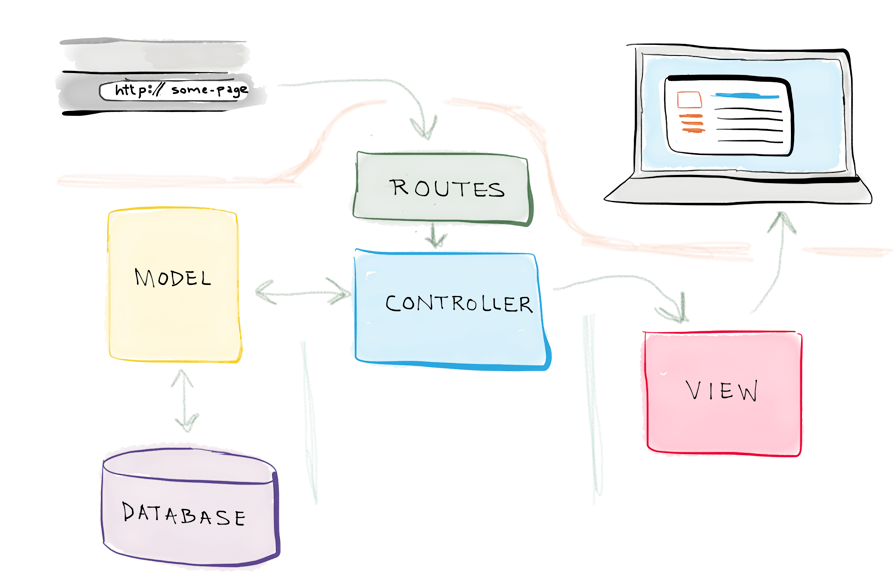 http:// some-page
ROUTES
MODEL
CONTROLLER
VIEW
DATABASE